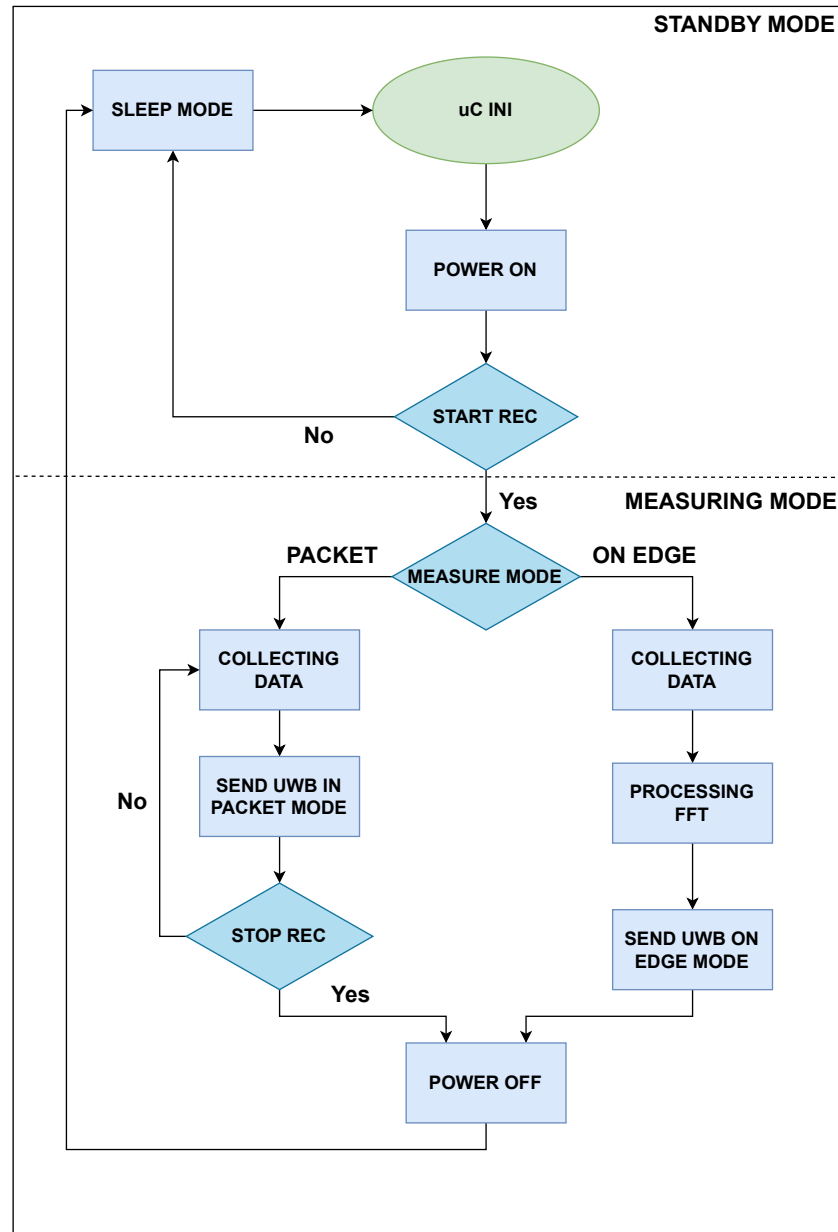 STANDBY MODE
SLEEP MODE
uC INI
POWER ON
START REC
No
Yes
MEASURING MODE
PACKET
ON EDGE
MEASURE MODE
COLLECTING
DATA
COLLECTING
DATA
SEND UWB IN
PACKET MODE
PROCESSING
FFT
No
STOP REC
SEND UWB ON
EDGE MODE
Yes
POWER OFF